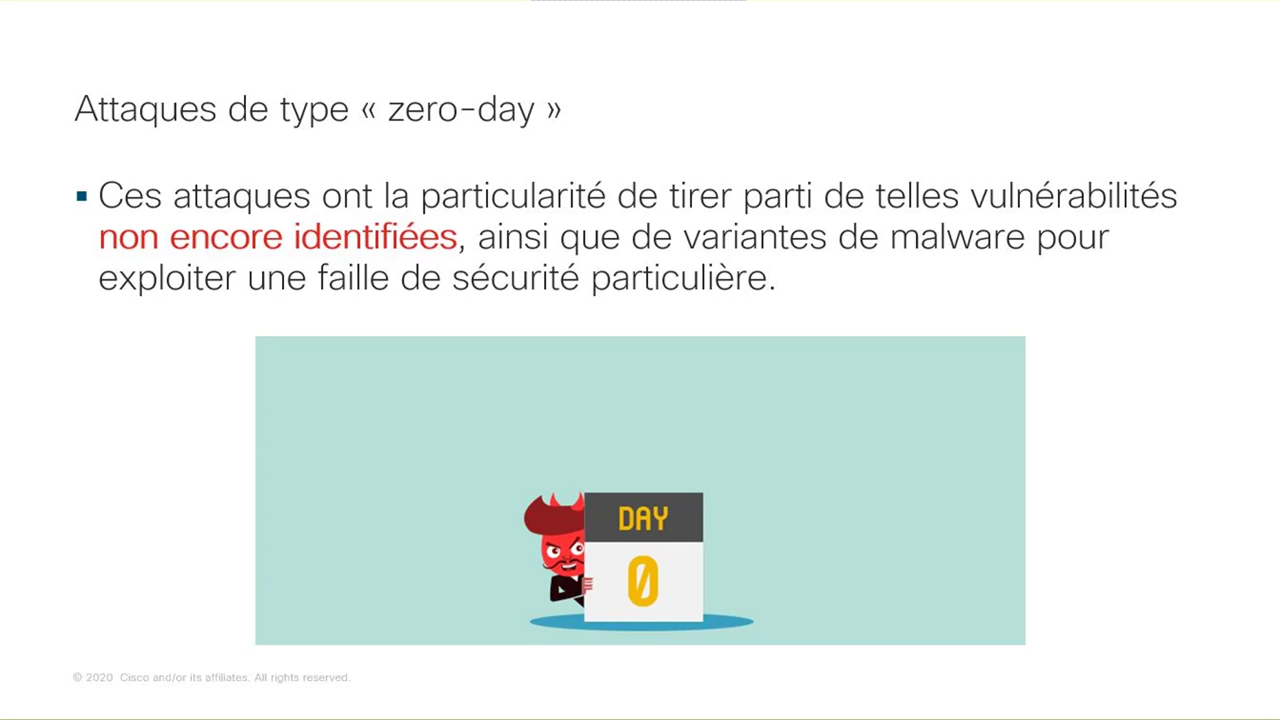 Attaques de type « zero-day »
▪ Ces attaques ont la particularité de tirer parti de telles vulnérabilités
non encore identifiées, ainsi que de variantes de malware pour
exploiter une faille de sécurité particulière.
DAY
0
© 2020 Cisco and/or its affiliates. All rights reserved.